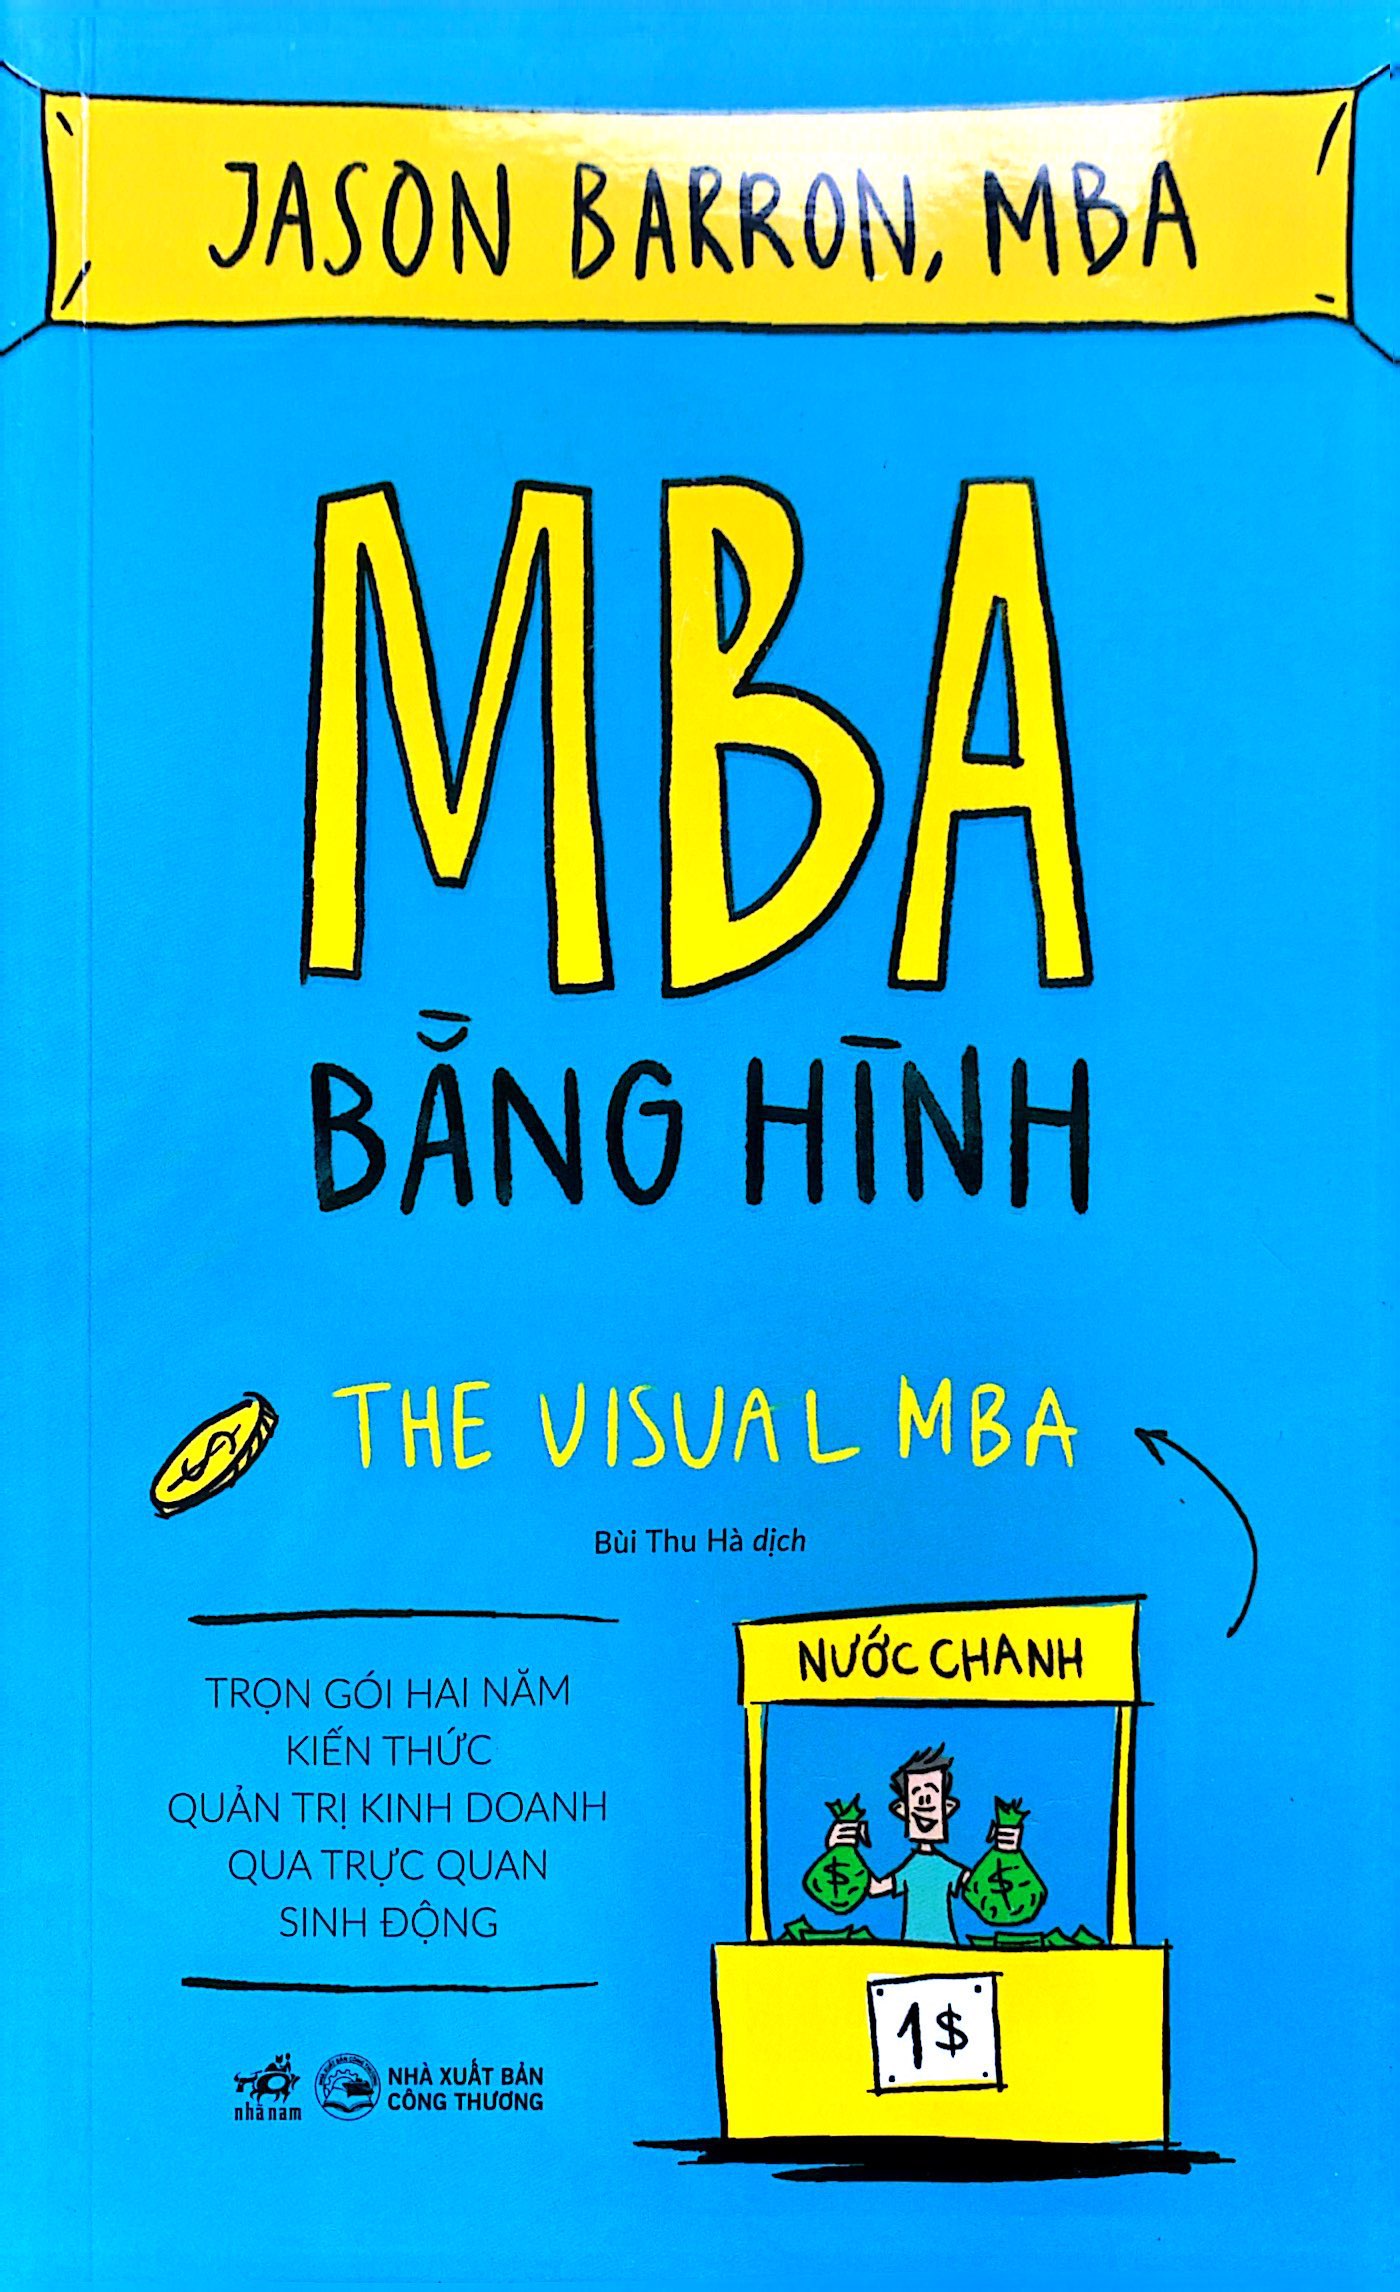 JASON BARRON, MBA
MBA
BẰNG HÌNH
THE VISUAL MBA
Bùi Thu Hà dịch
NƯỚC CHANH
TRỌN GÓI HAI NĂM
KIẾN THỨC
QUẢN TRỊ KINH DOANH
QUA TRỰC QUAN
SINH ĐỘNG
$
$
$
1$
nhã nam
NHÀ XUẤT BẢN
CÔNG THƯƠNG